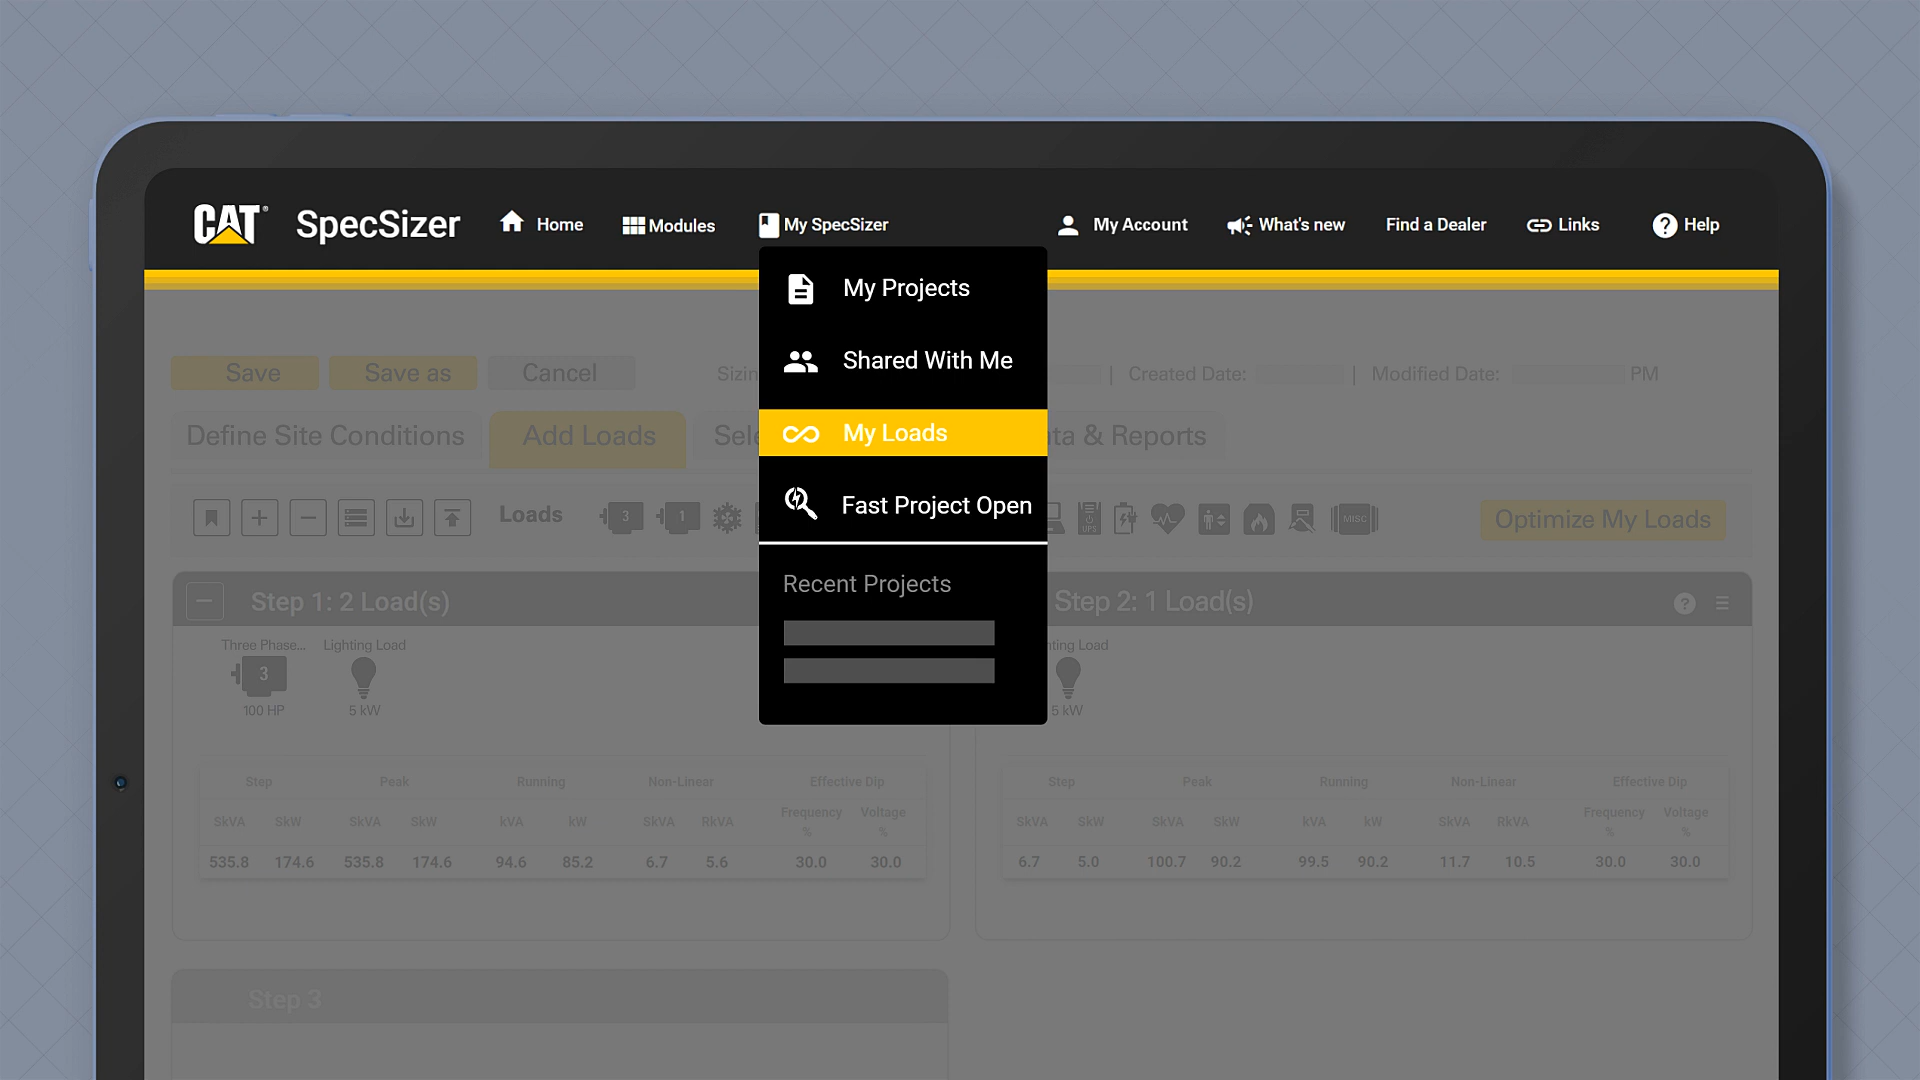 CAT® SpecSizer Home Modules My SpecSizer My Account What's new Find a Dealer Links Help
My Projects
Shared With Me
My Loads
Fast Project Open
Recent Projects
Save Save as Cancel | Created Date: | Modified Date: PM
Define Site Conditions Add Loads & Reports
Loads 3 1 UPS MISC Optimize My Loads
Step 1: 2 Load(s)
Three Phase... Lighting Load
3
100 HP 5 kW
Step Peak Running Non-Linear Effective Dip
SkVA SkW SkVA SkW kVA kW SkVA RkVA Frequency % Voltage %
535.8 174.6 535.8 174.6 94.6 85.2 6.7 5.6 30.0 30.0
Step 2: 1 Load(s) ?
Load
5 kW
Step Peak Running Non-Linear Effective Dip
SkVA SkW SkVA SkW kVA kW SkVA RkVA Frequency % Voltage %
6.7 5.0 100.7 90.2 99.5 90.2 11.7 10.5 30.0 30.0
Step 3